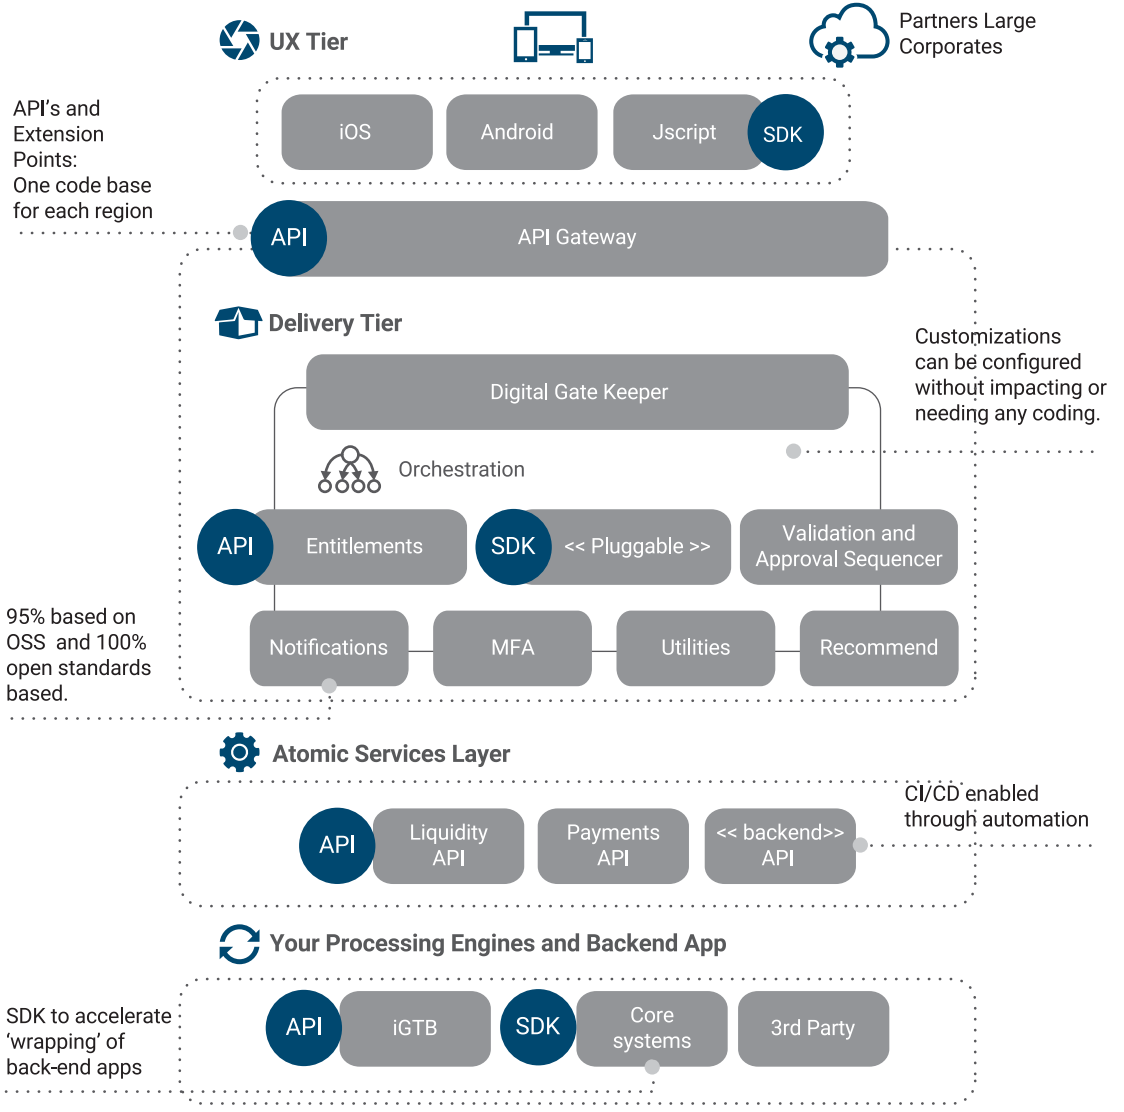 UX Tier
Partners Large
Corporates
API's and
Extension
Points:
One code base
for each region
iOS
Android
Jscript
SDK
API
API Gateway
Delivery Tier
Customizations
can be configured
without impacting or
needing any coding.
Digital Gate Keeper
Orchestration
API
Entitlements
SDK
<< Pluggable >>
Validation and
Approval Sequencer
95% based on
OSS and 100%
open standards
based.
Notifications
MFA
Utilities
Recommend
Atomic Services Layer
CI/CD enabled
through automation
API
Liquidity
API
Payments
API
<< backend>>
API
Your Processing Engines and Backend App
SDK to accelerate
‘wrapping’ of
back-end apps
API
iGTB
SDK
Core
systems
3rd Party